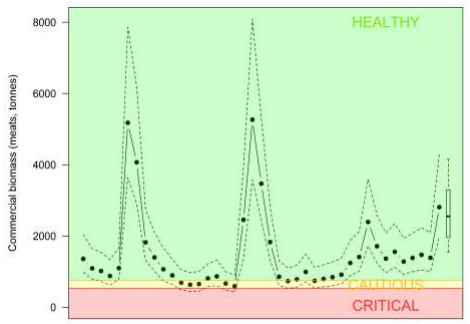 8000
HEALTHY
6000
Commercial biomass (meats, tonnes)
4000
2000
CAUTIOUS
CRITICAL
0